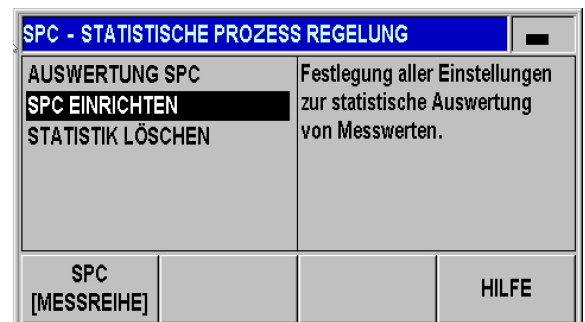 SPC - STATISTISCHE PROZESS REGELUNG
AUSWERTUNG SPC
SPC EINRICHTEN
STATISTIK LÖSCHEN
Festlegung aller Einstellungen
zur statistische Auswertung
von Messwerten.
SPC
[MESSREIHE]
HILFE